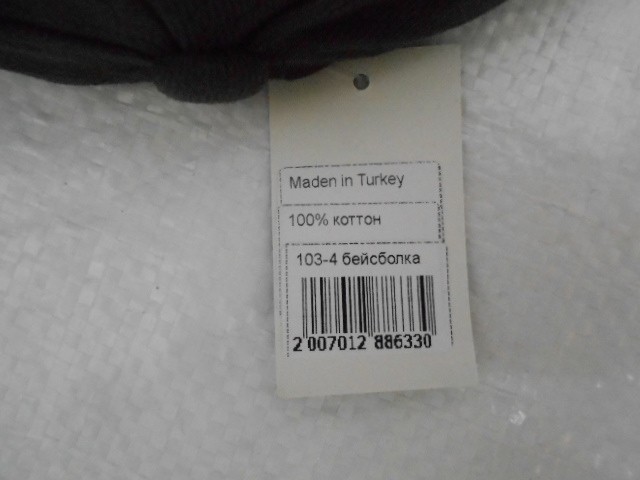 Maden in Turkey
100% коттон
103-4 бейсболка
2 007012 886330